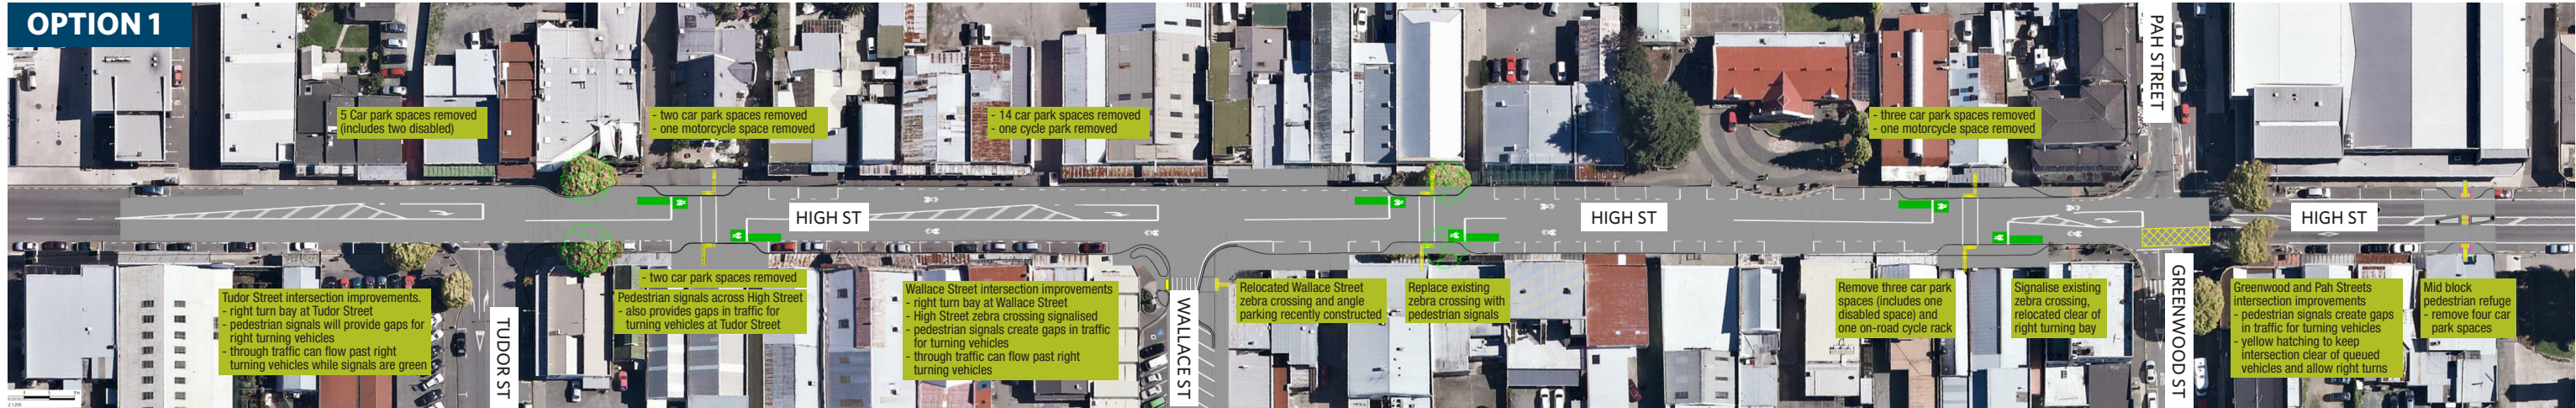 OPTION 1
5 Car park spaces removed
(includes two disabled)
- two car park spaces removed
- one motorcycle space removed
- 14 car park spaces removed
- one cycle park removed
- three car park spaces removed
- one motorcycle space removed
PAH STREET
HIGH ST
HIGH ST
HIGH ST
Tudor Street intersection improvements.
- right turn bay at Tudor Street
- pedestrian signals will provide gaps for
right turning vehicles
- through traffic can flow past right
turning vehicles while signals are green
TUDOR ST
- two car park spaces removed
Pedestrian signals across High Street
- also provides gaps in traffic for
turning vehicles at Tudor Street
Wallace Street intersection improvements
- right turn bay at Wallace Street
- High Street zebra crossing signalised
- pedestrian signals create gaps in traffic
for turning vehicles
- through traffic can flow past right
turning vehicles
WALLACE ST
Relocated Wallace Street
zebra crossing and angle
parking recently constructed
Replace existing
zebra crossing with
pedestrian signals
Remove three car park
spaces (includes one
disabled space) and
one on-road cycle rack
Signalise existing
zebra crossing,
relocated clear of
right turning bay
GREENWOOD ST
Greenwood and Pah Streets
intersection improvements
- pedestrian signals create gaps
in traffic for turning vehicles
- yellow hatching to keep
intersection clear of queued
vehicles and allow right turns
Mid block
pedestrian refuge
- remove four car
park spaces